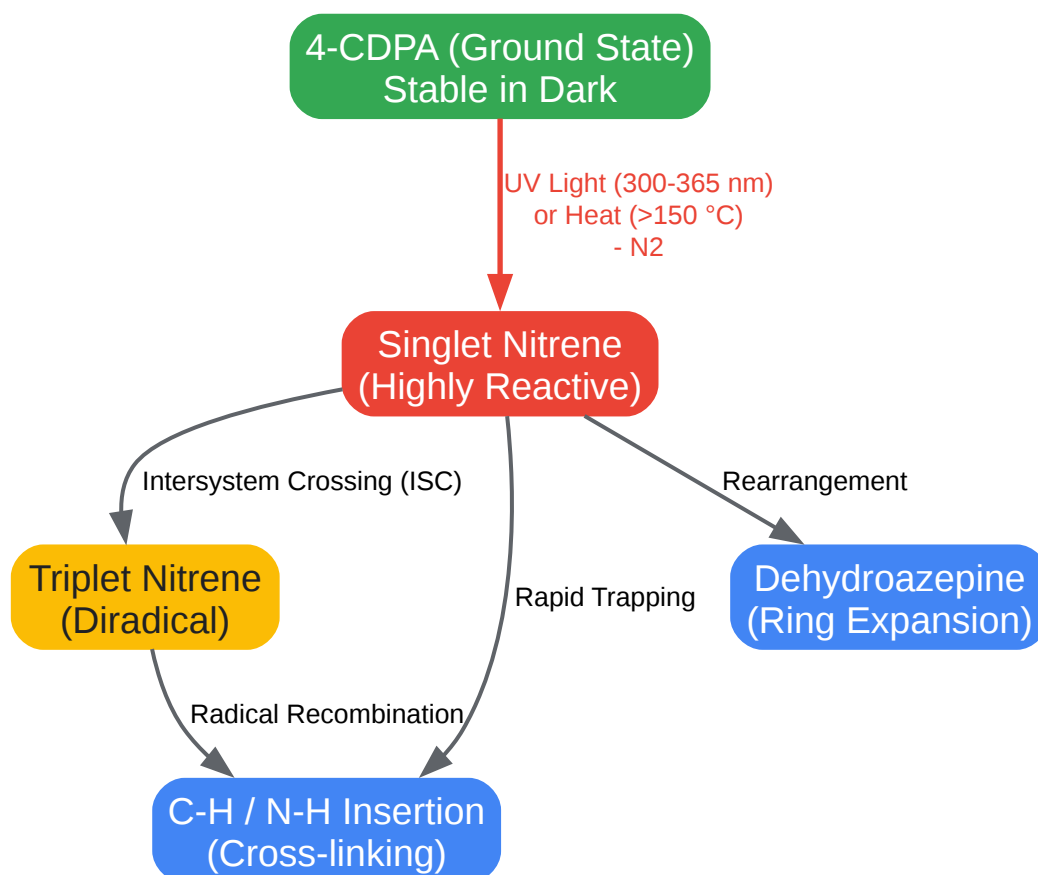 4-CDPA (Ground State)
Stable in Dark
UV Light (300-365 nm)
or Heat (>150 °C)
- N2
Singlet Nitrene
(Highly Reactive)
Intersystem Crossing (ISC)
Rearrangement
Triplet Nitrene
(Diradical)
Rapid Trapping
Dehydroazepine
(Ring Expansion)
Radical Recombination
C-H / N-H Insertion
(Cross-linking)